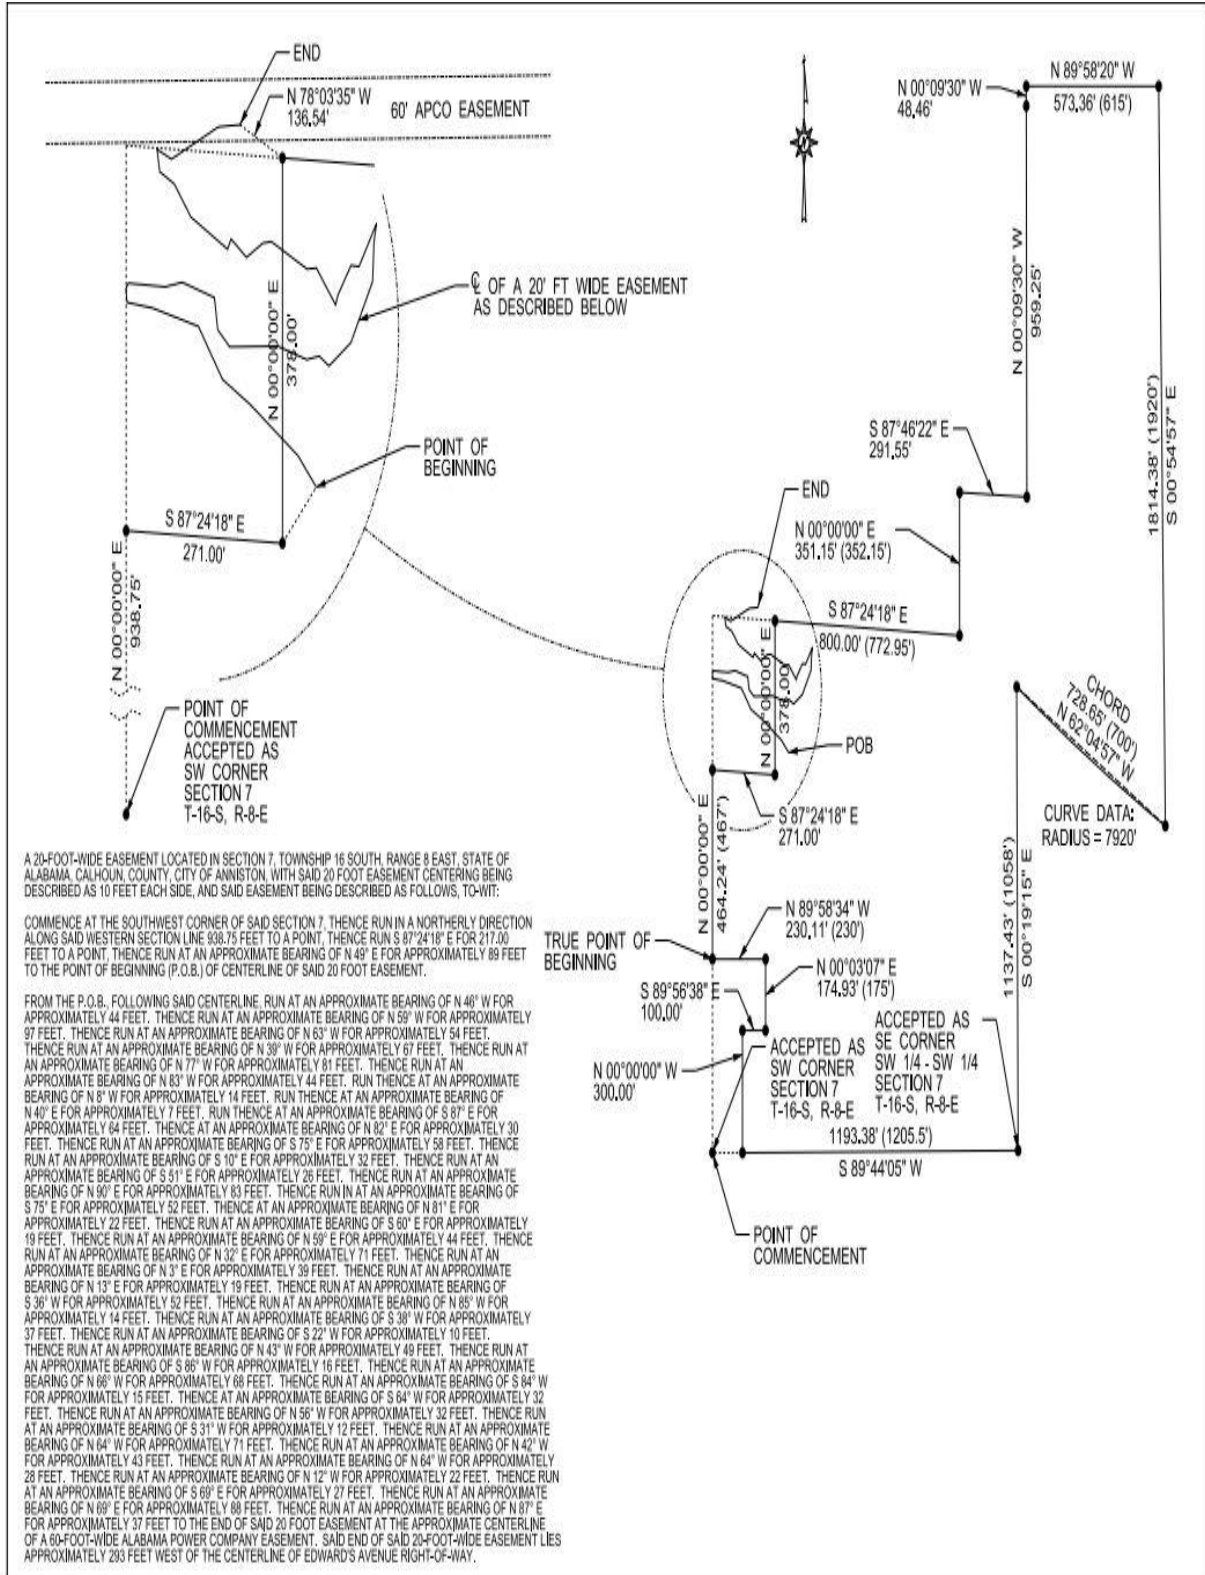 END
N 78°03'35" W
136.54'
60' APCO EASEMENT
N 00°00'00" E
378.00'
℄ OF A 20' FT WIDE EASEMENT
AS DESCRIBED BELOW
POINT OF
BEGINNING
S 87°24'18" E
271.00'
N 00°00'00" E
938.75'
POINT OF
COMMENCEMENT
ACCEPTED AS
SW CORNER
SECTION 7
T-16-S, R-8-E
N 89°58'20" W
573.36' (615')
N 00°09'30" W
48.46'
N 00°09'30" W
959.25'
1814.38' (1920')
S 00°54'57" E
S 87°46'22" E
291.55'
END
N 00°00'00" E
351.15' (352.15')
S 87°24'18" E
800.00' (772.95')
N 00°00'00" E
378.00'
POB
CHORD
728.65' (700')
N 62°04'57" W
CURVE DATA:
RADIUS = 7920'
S 87°24'18" E
271.00'
N 00°00'00" E
464.24' (467')
1137.43' (1058')
S 00°19'15" E
N 89°58'34" W
230.11' (230')
TRUE POINT OF
BEGINNING
N 00°03'07" E
174.93' (175')
S 89°56'38" E
100.00'
N 00°00'00" W
300.00'
ACCEPTED AS
SW CORNER
SECTION 7
T-16-S, R-8-E
ACCEPTED AS
SE CORNER
SW 1/4 - SW 1/4
SECTION 7
T-16-S, R-8-E
1193.38' (1205.5')
S 89°44'05" W
POINT OF
COMMENCEMENT
A 20-FOOT-WIDE EASEMENT LOCATED IN SECTION 7, TOWNSHIP 16 SOUTH, RANGE 8 EAST, STATE OF
ALABAMA, CALHOUN, COUNTY, CITY OF ANNISTON, WITH SAID 20 FOOT EASEMENT CENTERING BEING
DESCRIBED AS 10 FEET EACH SIDE, AND SAID EASEMENT BEING DESCRIBED AS FOLLOWS, TO-WIT:
COMMENCE AT THE SOUTHWEST CORNER OF SAID SECTION 7, THENCE RUN IN A NORTHERLY DIRECTION
ALONG SAID WESTERN SECTION LINE 938.75 FEET TO A POINT, THENCE RUN S 87°24'18" E FOR 217.00
FEET TO A POINT, THENCE RUN AT AN APPROXIMATE BEARING OF N 49° E FOR APPROXIMATELY 89 FEET
TO THE POINT OF BEGINNING (P.O.B.) OF CENTERLINE OF SAID 20 FOOT EASEMENT.
FROM THE P.O.B., FOLLOWING SAID CENTERLINE, RUN AT AN APPROXIMATE BEARING OF N 46° W FOR
APPROXIMATELY 44 FEET. THENCE RUN AT AN APPROXIMATE BEARING OF N 59° W FOR APPROXIMATELY
97 FEET. THENCE RUN AT AN APPROXIMATE BEARING OF N 63° W FOR APPROXIMATELY 54 FEET.
THENCE RUN AT AN APPROXIMATE BEARING OF N 39° W FOR APPROXIMATELY 67 FEET. THENCE RUN AT
AN APPROXIMATE BEARING OF N 77° W FOR APPROXIMATELY 81 FEET. THENCE RUN AT AN
APPROXIMATE BEARING OF N 83° W FOR APPROXIMATELY 44 FEET. RUN THENCE AT AN APPROXIMATE
BEARING OF N 8° W FOR APPROXIMATELY 14 FEET. RUN THENCE AT AN APPROXIMATE BEARING OF
N 40° E FOR APPROXIMATELY 7 FEET. RUN THENCE AT AN APPROXIMATE BEARING OF S 87° E FOR
APPROXIMATELY 64 FEET. THENCE AT AN APPROXIMATE BEARING OF N 82° E FOR APPROXIMATELY 30
FEET. THENCE RUN AT AN APPROXIMATE BEARING OF S 75° E FOR APPROXIMATELY 58 FEET. THENCE
RUN AT AN APPROXIMATE BEARING OF S 10° E FOR APPROXIMATELY 32 FEET. THENCE RUN AT AN
APPROXIMATE BEARING OF S 51° E FOR APPROXIMATELY 26 FEET. THENCE RUN AT AN APPROXIMATE
BEARING OF N 90° E FOR APPROXIMATELY 83 FEET. THENCE RUN IN AT AN APPROXIMATE BEARING OF
S 75° E FOR APPROXIMATELY 52 FEET. THENCE AT AN APPROXIMATE BEARING OF N 81° E FOR
APPROXIMATELY 22 FEET. THENCE RUN AT AN APPROXIMATE BEARING OF S 60° E FOR APPROXIMATELY
19 FEET. THENCE RUN AT AN APPROXIMATE BEARING OF N 59° E FOR APPROXIMATELY 44 FEET. THENCE
RUN AT AN APPROXIMATE BEARING OF N 32° E FOR APPROXIMATELY 71 FEET. THENCE RUN AT AN
APPROXIMATE BEARING OF N 3° E FOR APPROXIMATELY 39 FEET. THENCE RUN AT AN APPROXIMATE
BEARING OF N 13° E FOR APPROXIMATELY 19 FEET. THENCE RUN AT AN APPROXIMATE BEARING OF
S 36° W FOR APPROXIMATELY 52 FEET. THENCE RUN AT AN APPROXIMATE BEARING OF N 85° W FOR
APPROXIMATELY 14 FEET. THENCE RUN AT AN APPROXIMATE BEARING OF S 38° W FOR APPROXIMATELY
37 FEET. THENCE RUN AT AN APPROXIMATE BEARING OF S 22° W FOR APPROXIMATELY 10 FEET.
THENCE RUN AT AN APPROXIMATE BEARING OF N 43° W FOR APPROXIMATELY 49 FEET. THENCE RUN AT
AN APPROXIMATE BEARING OF S 86° W FOR APPROXIMATELY 16 FEET. THENCE RUN AT AN APPROXIMATE
BEARING OF N 66° W FOR APPROXIMATELY 68 FEET. THENCE RUN AT AN APPROXIMATE BEARING OF S 84° W
FOR APPROXIMATELY 15 FEET. THENCE AT AN APPROXIMATE BEARING OF S 64° W FOR APPROXIMATELY 32
FEET. THENCE RUN AT AN APPROXIMATE BEARING OF N 56° W FOR APPROXIMATELY 32 FEET. THENCE RUN
AT AN APPROXIMATE BEARING OF S 31° W FOR APPROXIMATELY 12 FEET. THENCE RUN AT AN APPROXIMATE
BEARING OF N 64° W FOR APPROXIMATELY 71 FEET. THENCE RUN AT AN APPROXIMATE BEARING OF N 42° W
FOR APPROXIMATELY 43 FEET. THENCE RUN AT AN APPROXIMATE BEARING OF N 64° W FOR APPROXIMATELY
28 FEET. THENCE RUN AT AN APPROXIMATE BEARING OF N 12° W FOR APPROXIMATELY 22 FEET. THENCE RUN
AT AN APPROXIMATE BEARING OF S 69° E FOR APPROXIMATELY 27 FEET. THENCE RUN AT AN APPROXIMATE
BEARING OF N 69° E FOR APPROXIMATELY 88 FEET. THENCE RUN AT AN APPROXIMATE BEARING OF N 87° E
FOR APPROXIMATELY 37 FEET TO THE END OF SAID 20 FOOT EASEMENT AT THE APPROXIMATE CENTERLINE
OF A 60-FOOT-WIDE ALABAMA POWER COMPANY EASEMENT. SAID END OF SAID 20-FOOT-WIDE EASEMENT LIES
APPROXIMATELY 293 FEET WEST OF THE CENTERLINE OF EDWARD'S AVENUE RIGHT-OF-WAY.